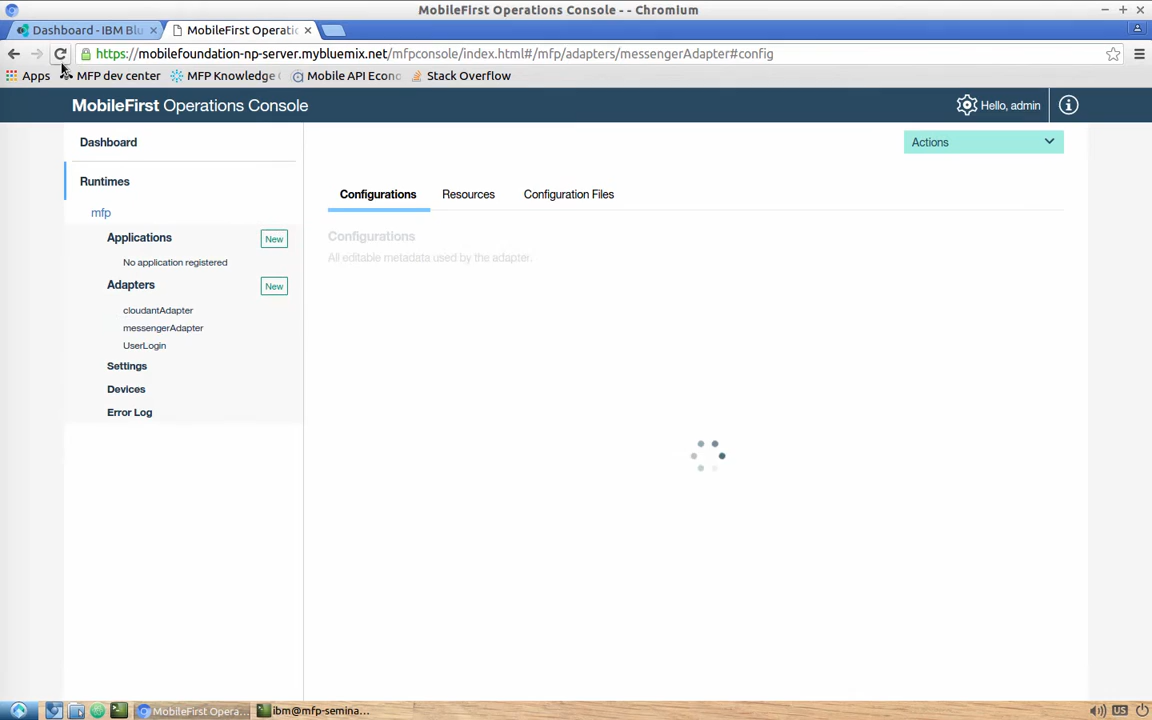 MobileFirst Operations Console - - Chromium
Dashboard - IBM Blu
MobileFirst Operatic
https://mobilefoundation-np-server.mybluemix.net/mfpconsole/index.html#/mfp/adapters/messengerAdapter#config
Apps
MFP dev center
MFP Knowledge
Mobile API Econo
Stack Overflow
MobileFirst Operations Console
Hello, admin
Dashboard
Actions
Runtimes
Configurations
Resources
Configuration Files
mfp
Applications
New
Configurations
All editable metadata used by the adapter.
No application registered
Adapters
New
cloudantAdapter
messengerAdapter
UserLogin
Settings
Devices
Error Log
MobileFirst Opera...
ibm@mfp-semina...
US